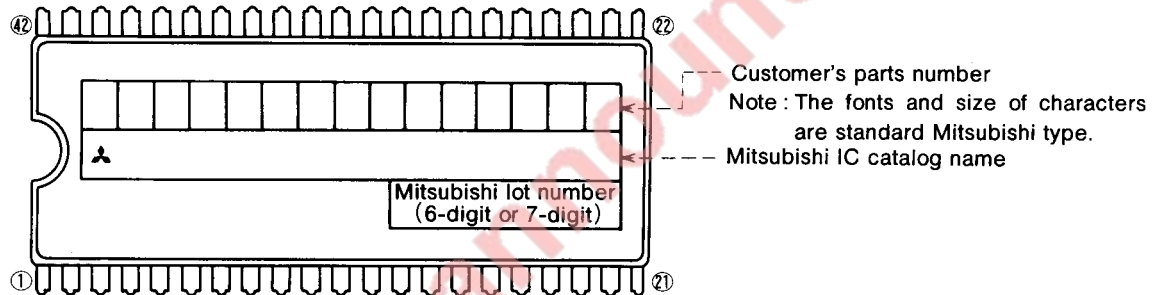 ㊷ ㉒
Customer's parts number
Note : The fonts and size of characters
are standard Mitsubishi type.
Mitsubishi IC catalog name
Mitsubishi lot number
(6-digit or 7-digit)
① ㉑